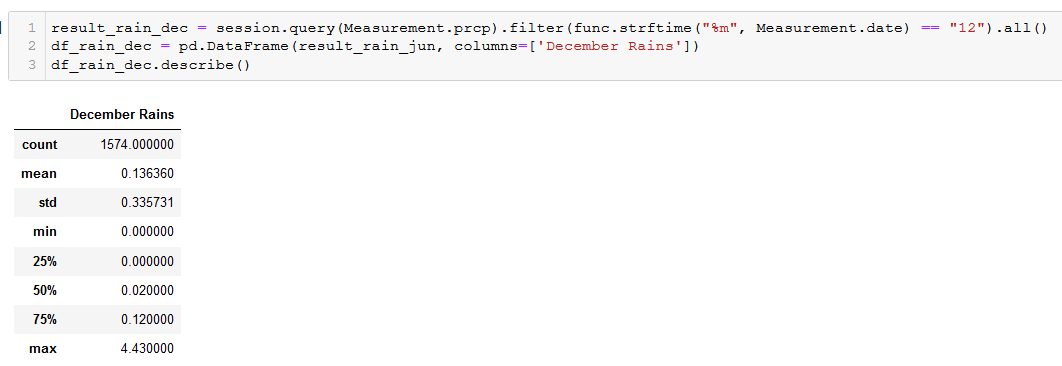 1 result_rain_dec = session.query(Measurement.prcp).filter(func.strftime("%m", Measurement.date) == "12").all()
2 df_rain_dec = pd.DataFrame(result_rain_jun, columns=['December Rains'])
3 df_rain_dec.describe()
December Rains
count 1574.000000
mean 0.136360
std 0.335731
min 0.000000
25% 0.000000
50% 0.020000
75% 0.120000
max 4.430000